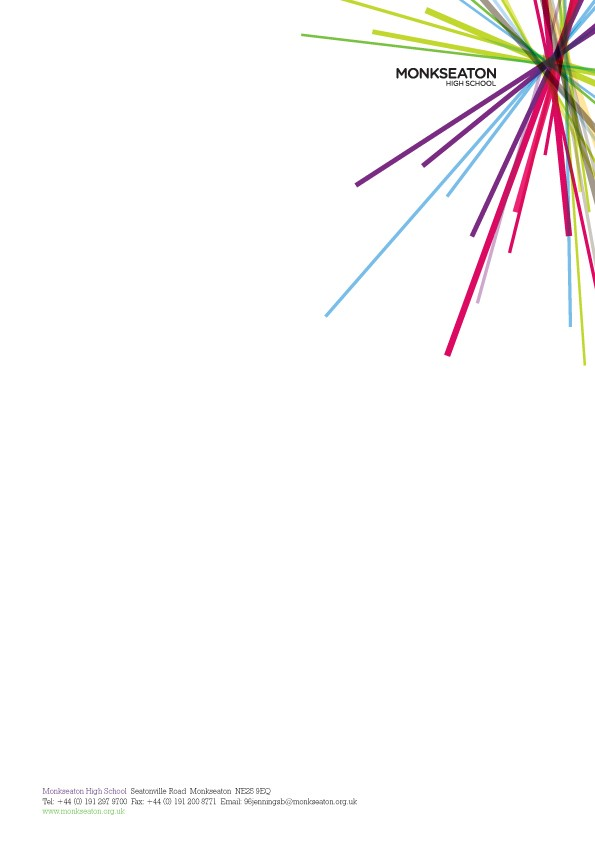 MONKSEATON
HIGH SCHOOL
Monkseaton High School Seatonville Road Monkseaton NE25 9EQ
Tel: +44 (0) 191 297 9700 Fax: +44 (0) 191 200 8771 Email: 96jenningsb@monkseaton.org.uk
www.monkseaton.org.uk